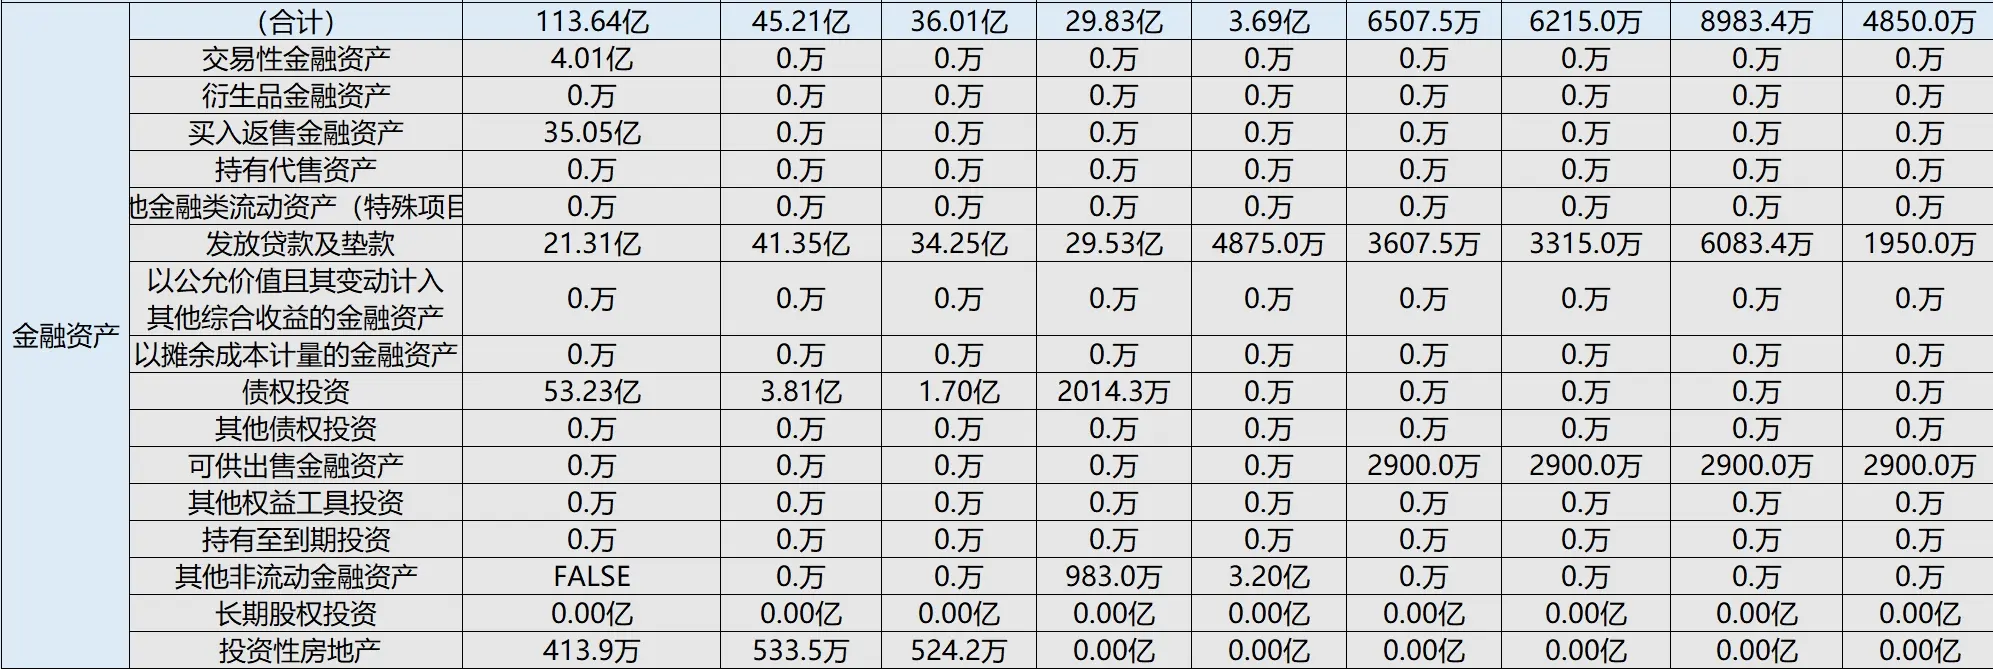 （合计） 113.64亿 45.21亿 36.01亿 29.83亿 3.69亿 6507.5万 6215.0万 8983.4万 4850.0万
交易性金融资产 4.01亿 0.万 0.万 0.万 0.万 0.万 0.万 0.万 0.万
衍生品金融资产 0.万 0.万 0.万 0.万 0.万 0.万 0.万 0.万 0.万
买入返售金融资产 35.05亿 0.万 0.万 0.万 0.万 0.万 0.万 0.万 0.万
持有代售资产 0.万 0.万 0.万 0.万 0.万 0.万 0.万 0.万 0.万
他金融类流动资产（特殊项目 0.万 0.万 0.万 0.万 0.万 0.万 0.万 0.万 0.万
发放贷款及垫款 21.31亿 41.35亿 34.25亿 29.53亿 4875.0万 3607.5万 3315.0万 6083.4万 1950.0万
以公允价值且其变动计入
其他综合收益的金融资产 0.万 0.万 0.万 0.万 0.万 0.万 0.万 0.万 0.万
金融资产
以摊余成本计量的金融资产 0.万 0.万 0.万 0.万 0.万 0.万 0.万 0.万 0.万
债权投资 53.23亿 3.81亿 1.70亿 2014.3万 0.万 0.万 0.万 0.万 0.万
其他债权投资 0.万 0.万 0.万 0.万 0.万 0.万 0.万 0.万 0.万
可供出售金融资产 0.万 0.万 0.万 0.万 0.万 2900.0万 2900.0万 2900.0万 2900.0万
其他权益工具投资 0.万 0.万 0.万 0.万 0.万 0.万 0.万 0.万 0.万
持有至到期投资 0.万 0.万 0.万 0.万 0.万 0.万 0.万 0.万 0.万
其他非流动金融资产 FALSE 0.万 0.万 983.0万 3.20亿 0.万 0.万 0.万 0.万
长期股权投资 0.00亿 0.00亿 0.00亿 0.00亿 0.00亿 0.00亿 0.00亿 0.00亿 0.00亿
投资性房地产 413.9万 533.5万 524.2万 0.00亿 0.00亿 0.00亿 0.00亿 0.00亿 0.00亿